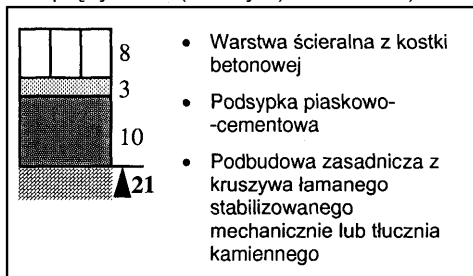 8
3
10
21
• Warstwa ścieralna z kostki
betonowej
• Podsypka piaskowo-
-cementowa
• Podbudowa zasadnicza z
kruszywa łamanego
stabilizowanego
mechanicznie lub tłucznia
kamiennego